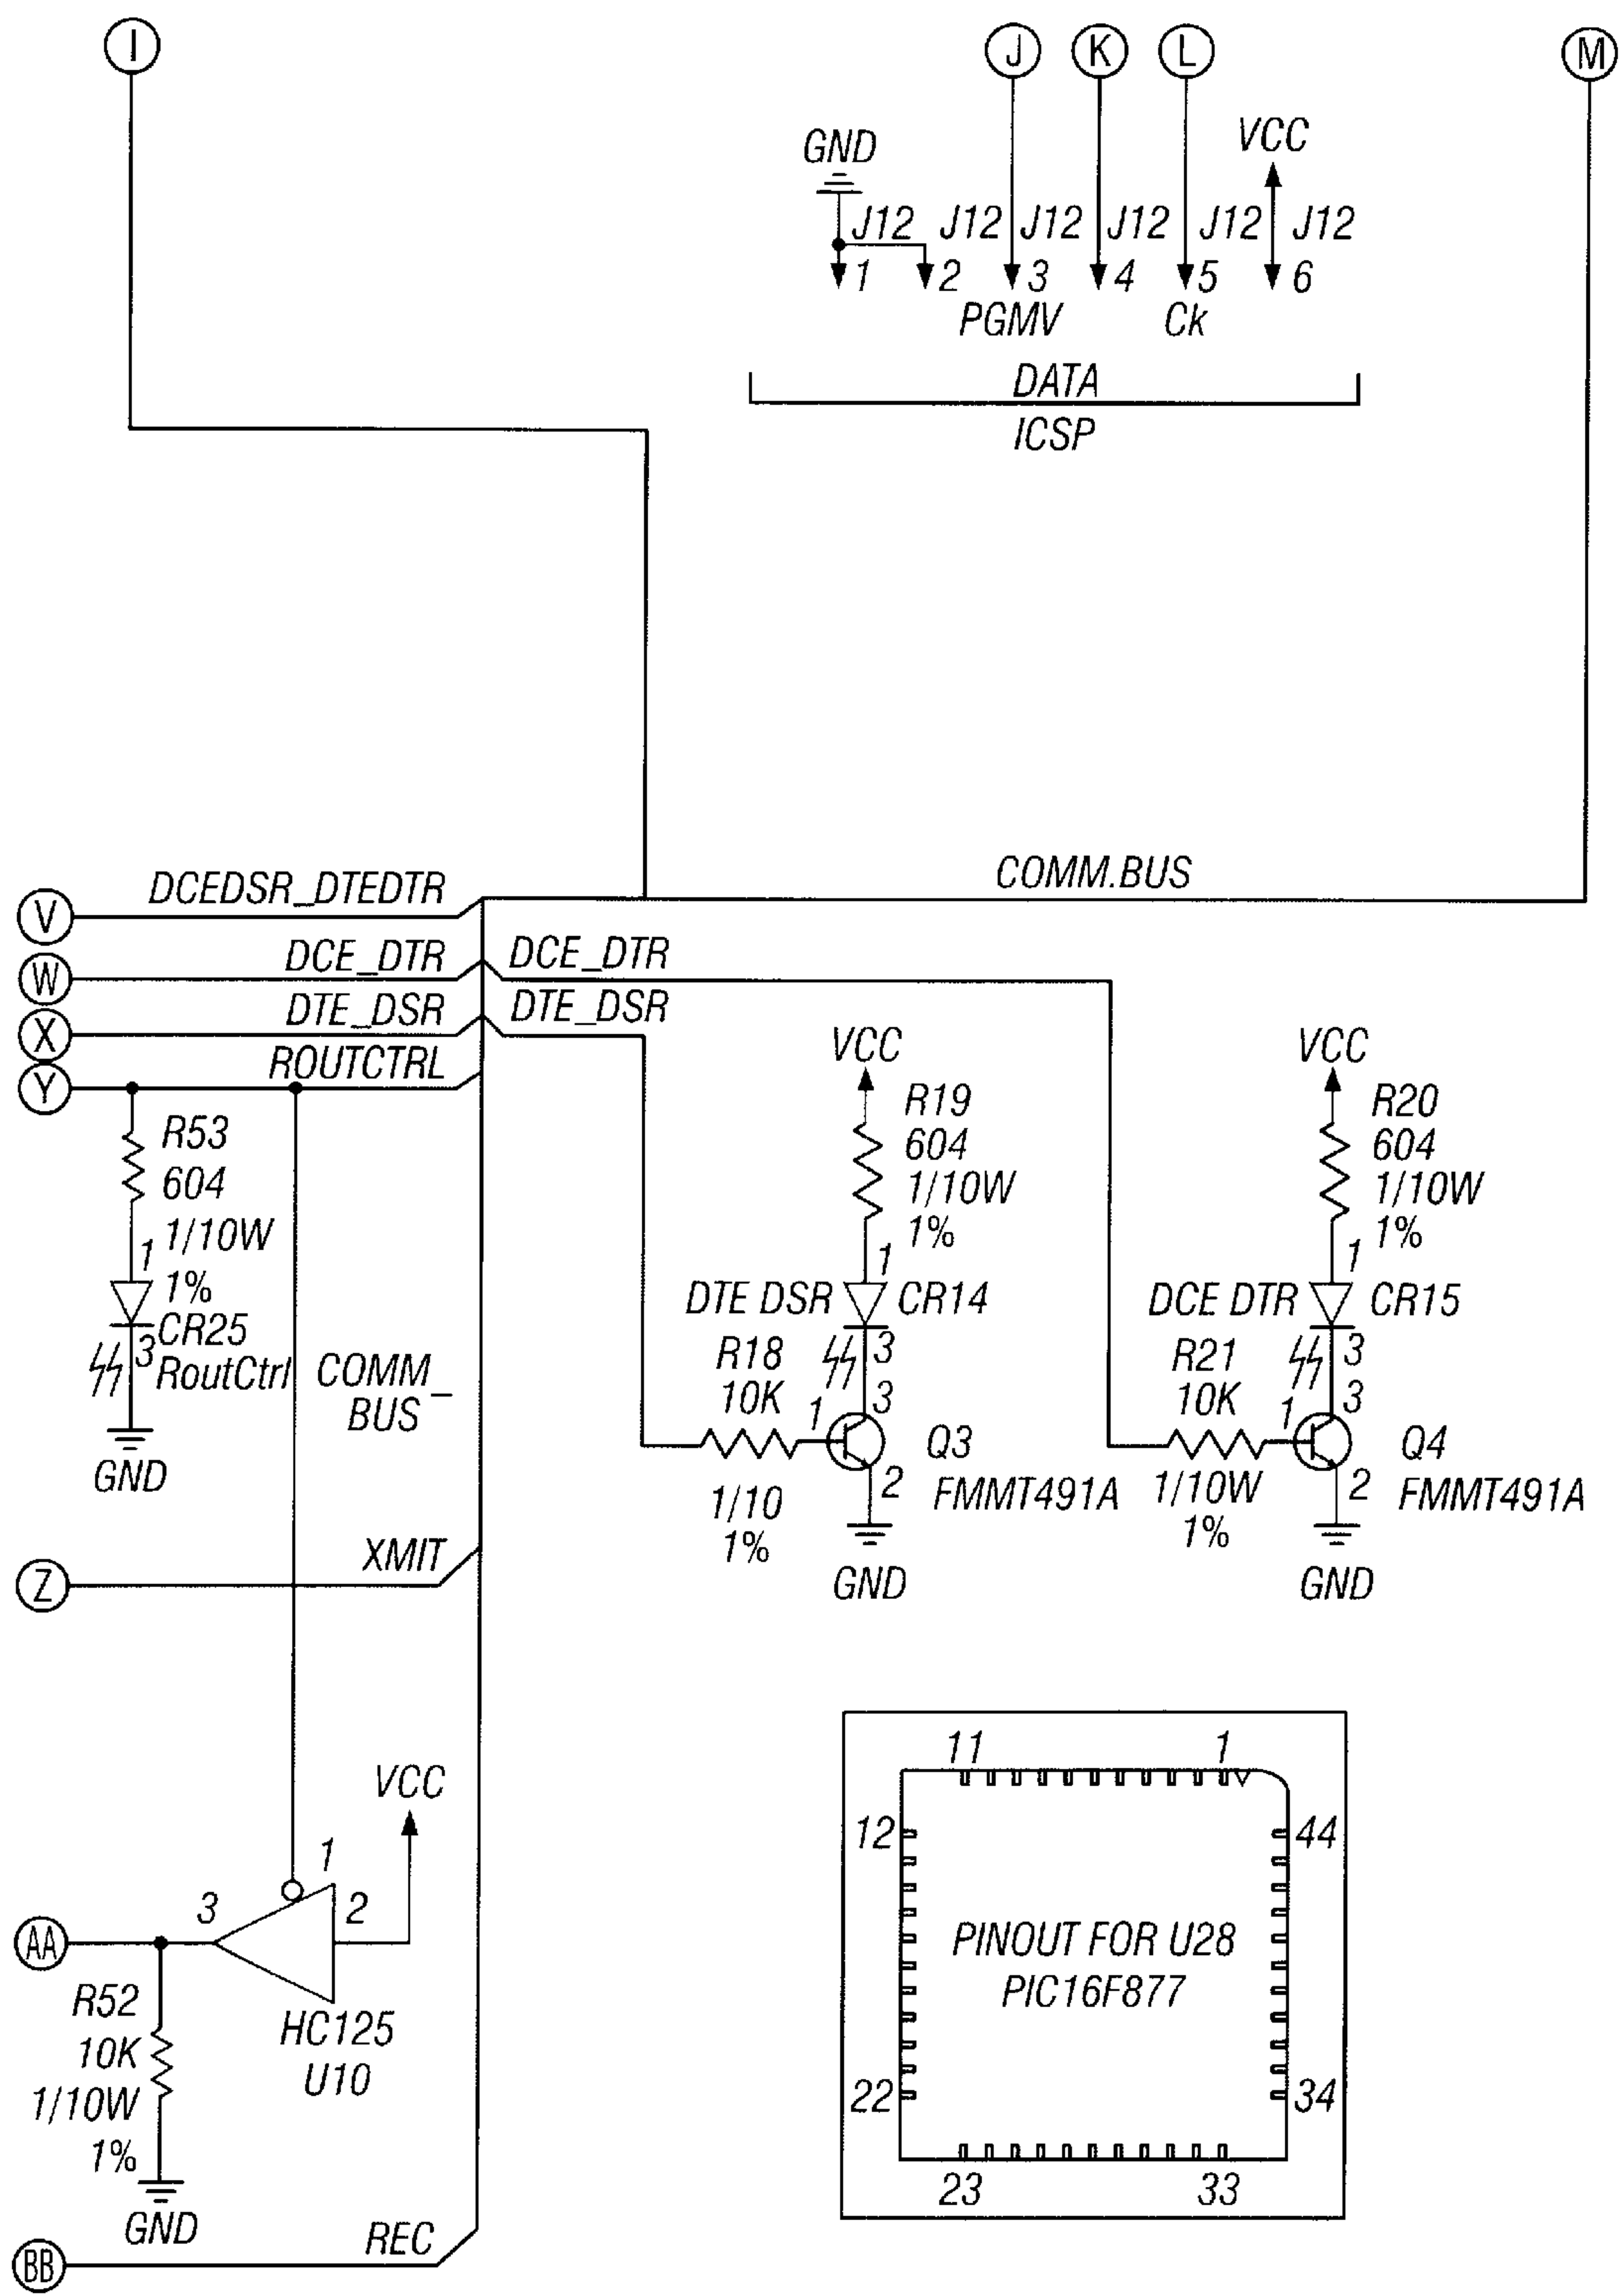 I
J
K
L
M
GND
VCC
J12
J12
J12
J12
J12
J12
1
2
3
4
5
6
PGMV
Ck
DATA
ICSP
COMM.BUS
V
DCEDSR_DTEDTR
W
DCE_DTR
DCE_DTR
X
DTE_DSR
DTE_DSR
Y
ROUTCTRL
R53
604
1/10W
1%
1
CR25
3
RoutCtrl
GND
COMM_
BUS
VCC
R19
604
1/10W
1%
1
DTE DSR
CR14
3
R18
10K
1
3
Q3
FMMT491A
2
1/10
1%
GND
VCC
R20
604
1/10W
1%
1
DCE DTR
CR15
3
R21
10K
1
3
Q4
FMMT491A
2
1/10W
1%
GND
Z
XMIT
VCC
1
2
3
AA
HC125
U10
R52
10K
1/10W
1%
GND
BB
REC
11
1
12
44
PINOUT FOR U28
PIC16F877
22
34
23
33